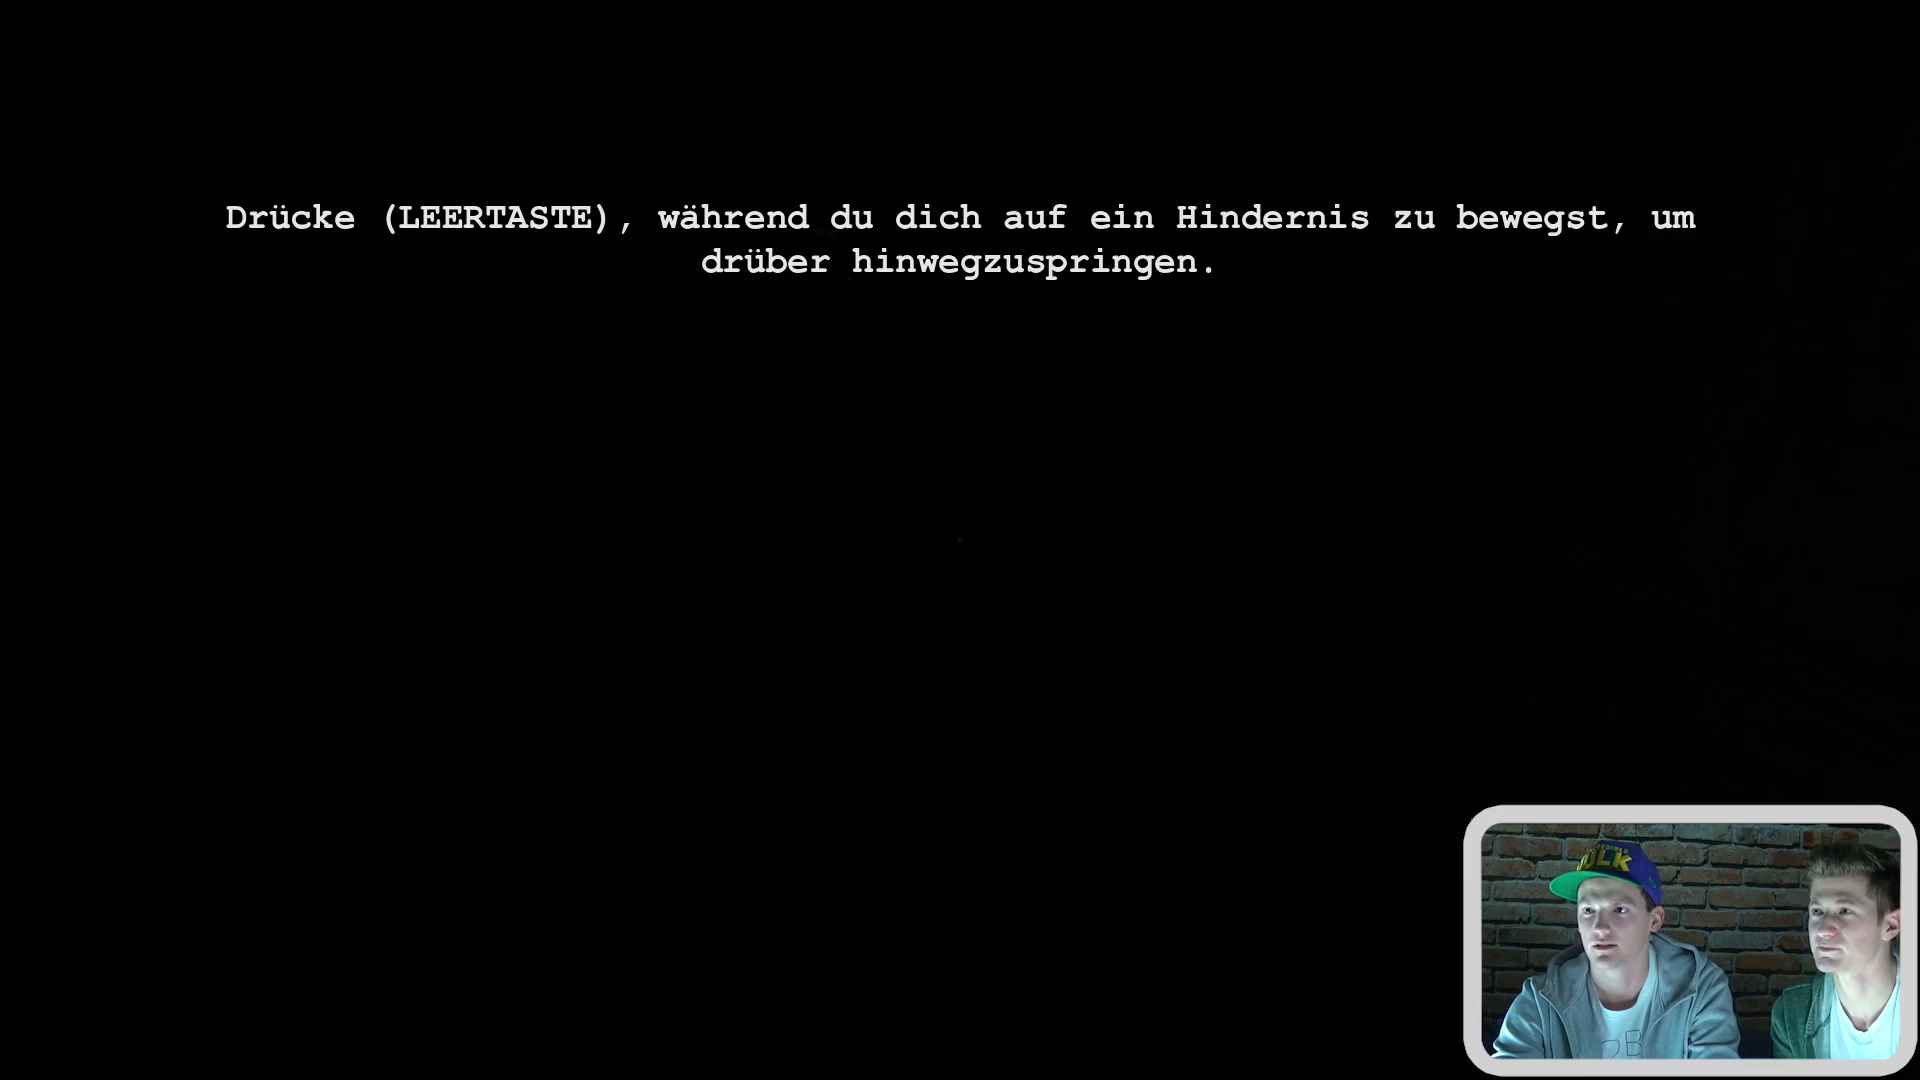 Drücke (LEERTASTE), während du dich auf ein Hindernis zu bewegst, um
drüber hinwegzuspringen.